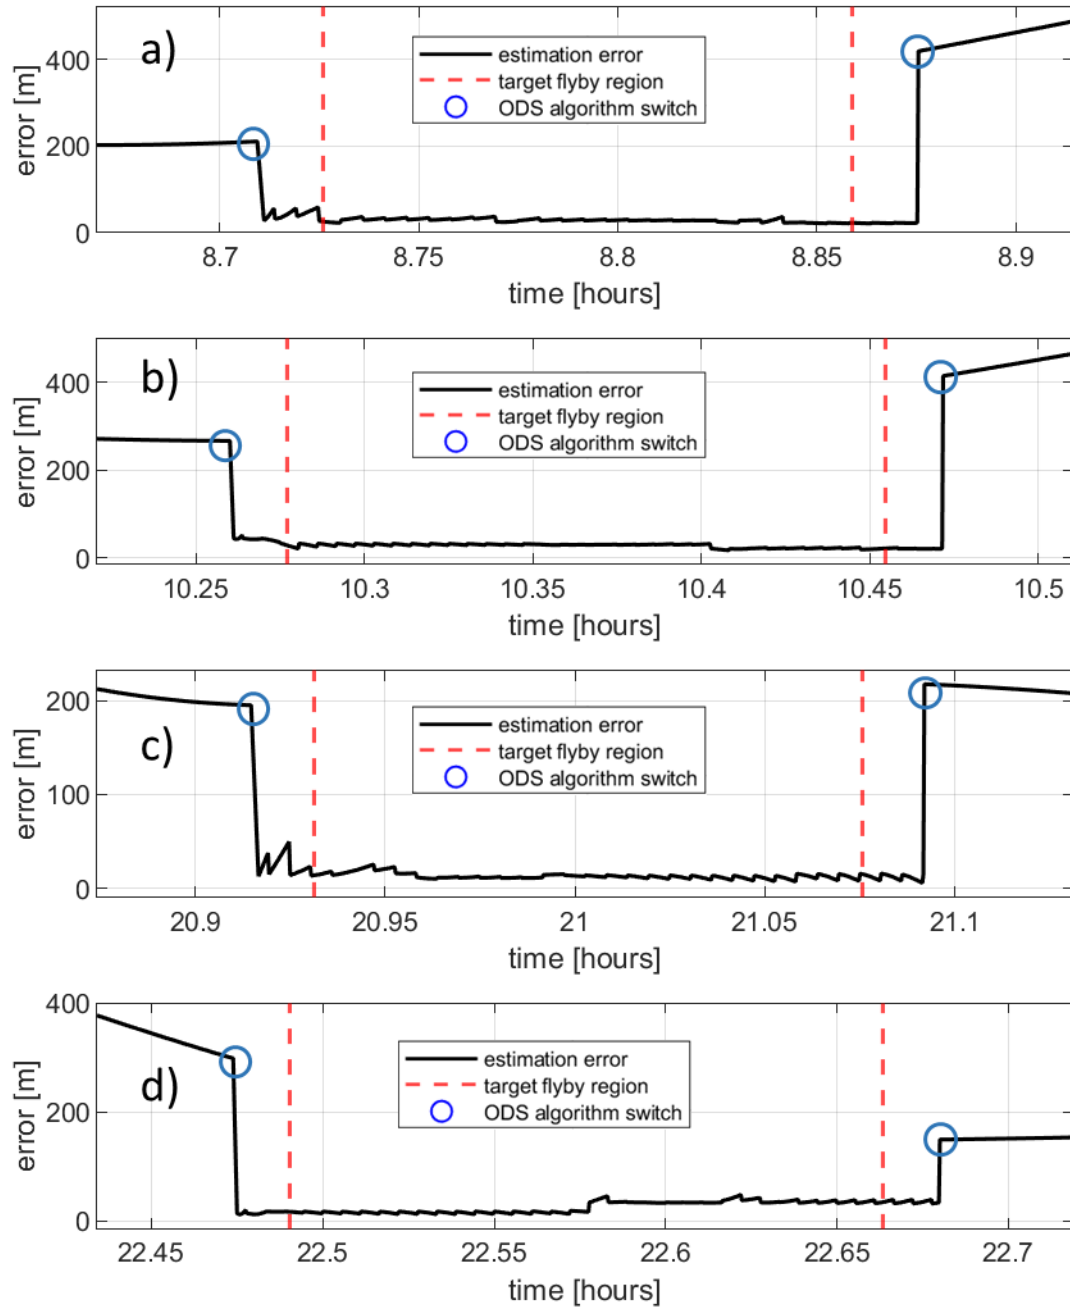 a)
error [m]
400
200
0
estimation error
target flyby region
ODS algorithm switch
8.7 8.75 8.8 8.85 8.9
time [hours]
b)
error [m]
400
200
0
estimation error
target flyby region
ODS algorithm switch
10.25 10.3 10.35 10.4 10.45 10.5
time [hours]
c)
error [m]
200
100
0
estimation error
target flyby region
ODS algorithm switch
20.9 20.95 21 21.05 21.1
time [hours]
d)
error [m]
400
200
0
estimation error
target flyby region
ODS algorithm switch
22.45 22.5 22.55 22.6 22.65 22.7
time [hours]